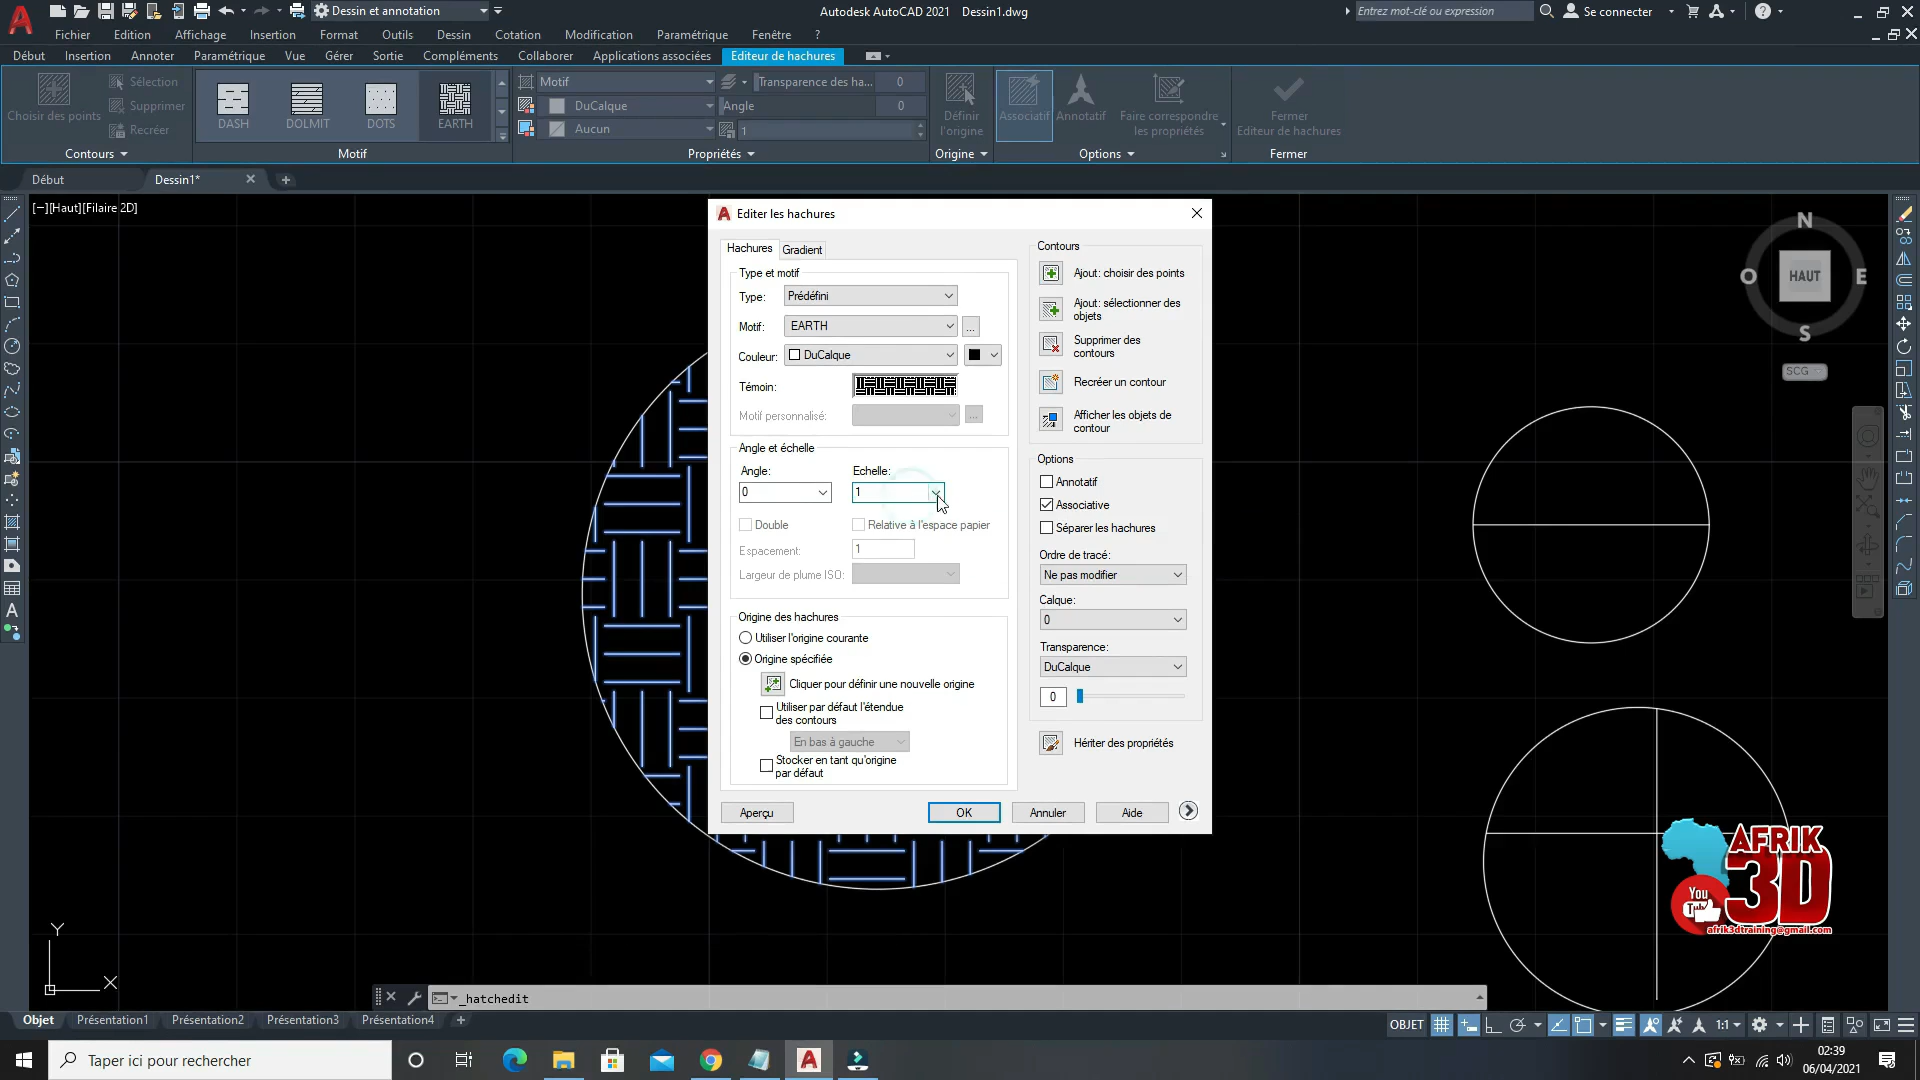 Dessin et annotation
Autodesk AutoCAD 2021 Dessin1.dwg
Entrez mot-clé ou expression
Se connecter
Fichier Edition Affichage Insertion Format Outils Dessin Cotation Modification Paramétrique Fenêtre ?
Début Insertion Annoter Paramétrique Vue Gérer Sortie Compléments Collaborer Applications associées Editeur de hachures
Choisir des points
Sélection
Supprimer
Recréer
Contours
DASH
DOLMIT
DOTS
EARTH
Motif
Motif
DuCalque
Aucun
Transparence des ha... 0
Angle 0
1
Propriétés
Définir
l'origine
Origine
Associatif
Annotatif
Faire correspondre
les propriétés
Options
Fermer
Editeur de hachures
Fermer
Début
Dessin1*
[−][Haut][Filaire 2D]
Editer les hachures
Hachures
Gradient
Type et motif
Type: Prédéfini
Motif: EARTH ...
Couleur: DuCalque
Témoin:
Motif personnalisé: ...
Angle et échelle
Angle: Echelle:
0 1
Double
Relative à l'espace papier
Espacement: 1
Largeur de plume ISO:
Origine des hachures
Utiliser l'origine courante
Origine spécifiée
Cliquer pour définir une nouvelle origine
Utiliser par défaut l'étendue
des contours
En bas à gauche
Stocker en tant qu'origine
par défaut
Contours
Ajout: choisir des points
Ajout: sélectionner des
objets
Supprimer des
contours
Recréer un contour
Afficher les objets de
contour
Options
Annotatif
Associative
Séparer les hachures
Ordre de tracé:
Ne pas modifier
Calque:
0
Transparence:
DuCalque
0
Hériter des propriétés
Aperçu
OK
Annuler
Aide
N
O HAUT E
S
SCG
AFRIK
3D
You
Tube
afrik3dtraining@gmail.com
Y
X
_hatchedit
Objet Présentation1 Présentation2 Présentation3 Présentation4 +
OBJET
1:1
Taper ici pour rechercher
02:39
06/04/2021